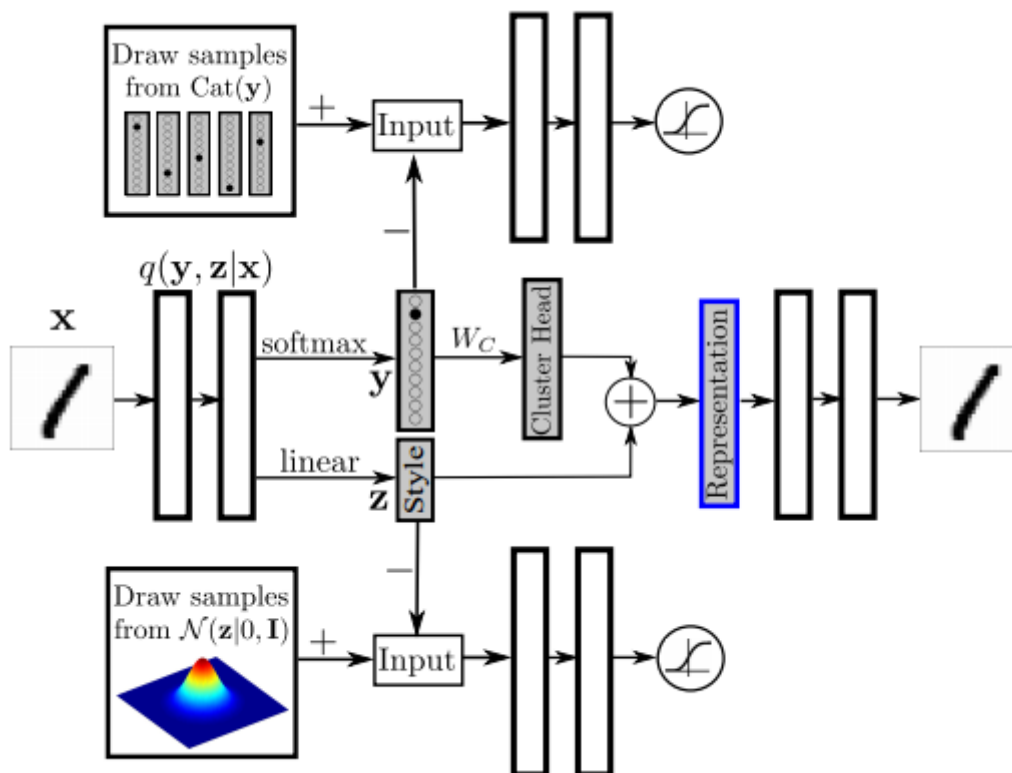 Draw samples
from Cat(y)
+
Input
−
q(y, z|x)
x
softmax
y
W_C
Cluster Head
+
Representation
linear
z
Style
−
Draw samples
from 𝒩(z|0, I)
+
Input